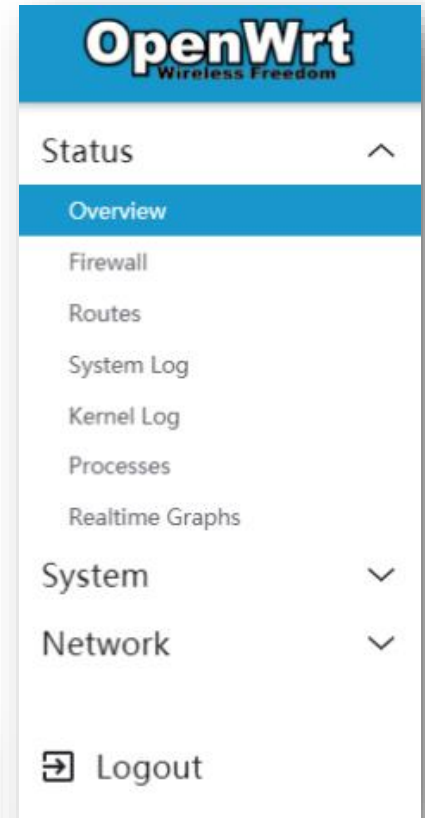 OpenWrt
Wireless Freedom
Status
Overview
Firewall
Routes
System Log
Kernel Log
Processes
Realtime Graphs
System
Network
Logout